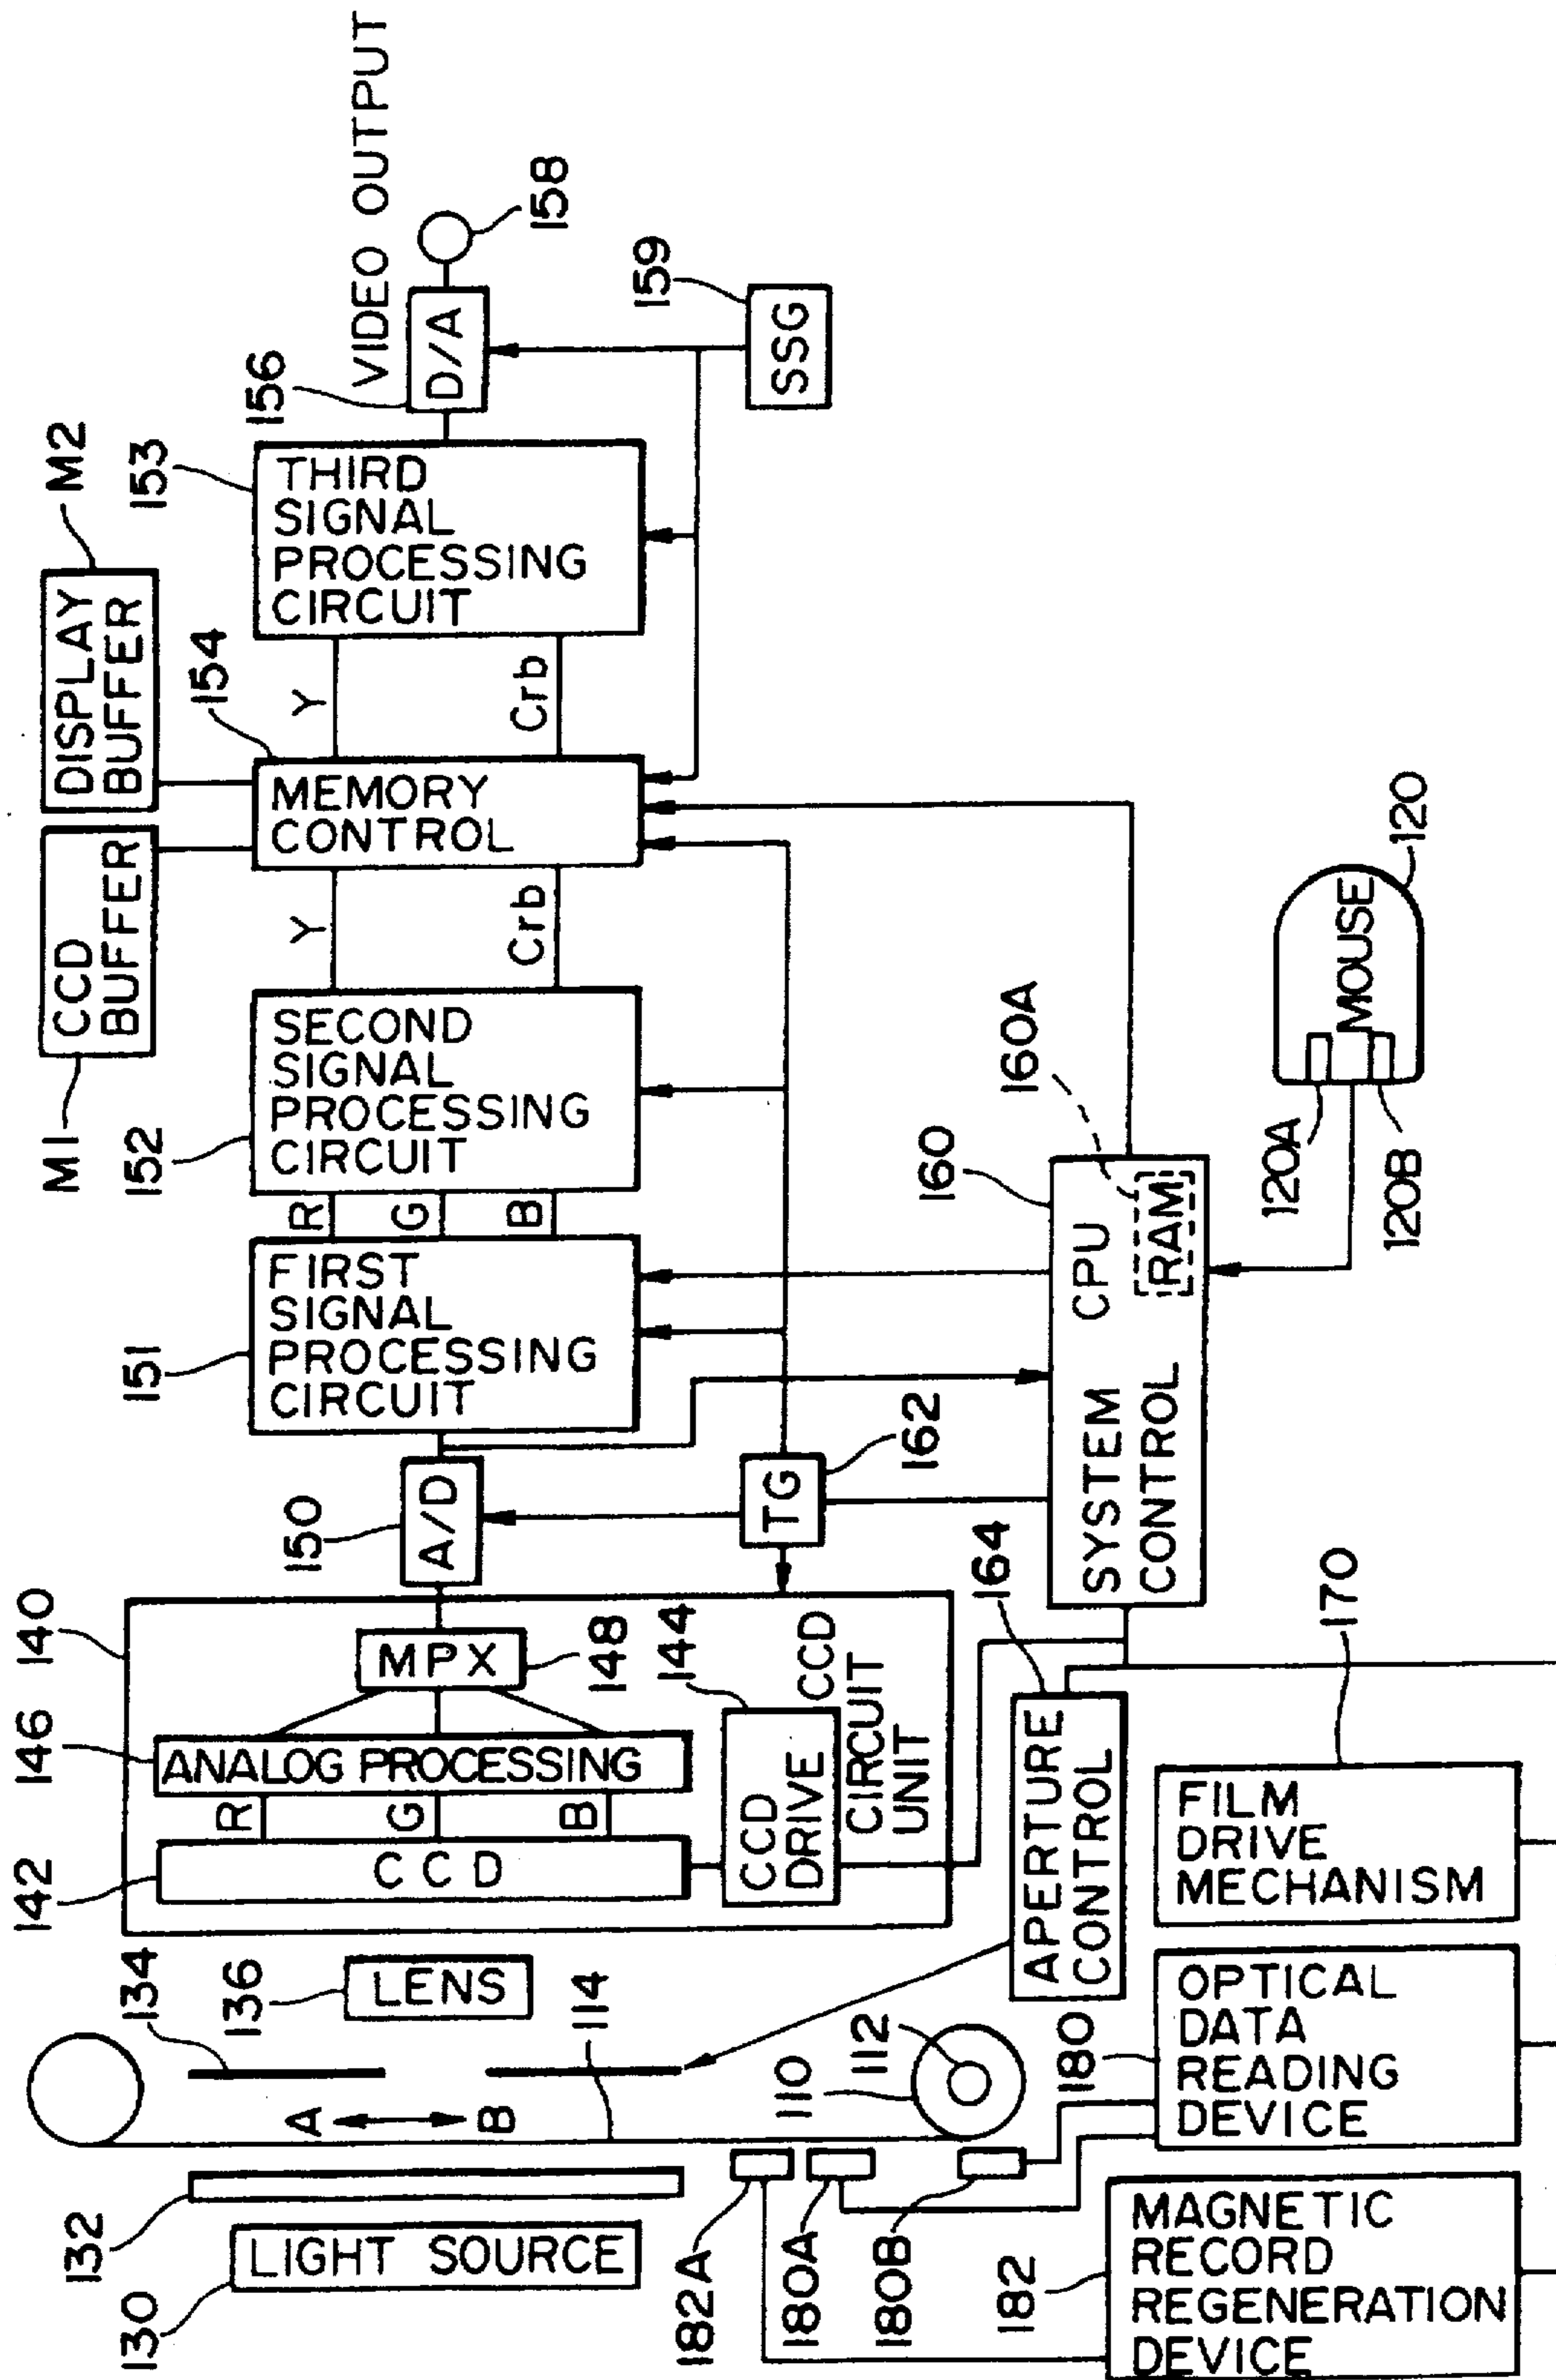 VIDEO OUTPUT
158
159
SSG
156
D/A
153
THIRD
SIGNAL
PROCESSING
CIRCUIT
M2
DISPLAY
BUFFER
154
Y
Crb
MEMORY
CONTROL
CCD
BUFFER
M1
Y
Crb
152
SECOND
SIGNAL
PROCESSING
CIRCUIT
R
G
B
151
FIRST
SIGNAL
PROCESSING
CIRCUIT
150
A/D
162
TG
160
160A
CPU
RAM
SYSTEM
CONTROL
120
MOUSE
120A
120B
140
MPX
148
146
ANALOG PROCESSING
R
G
B
142
CCD
144
CCD
DRIVE
CCD
CIRCUIT
UNIT
164
APERTURE
CONTROL
170
FILM
DRIVE
MECHANISM
134
136
LENS
114
A
B
110
112
132
130
LIGHT SOURCE
182A
180A
180B
180
OPTICAL
DATA
READING
DEVICE
182
MAGNETIC
RECORD
REGENERATION
DEVICE